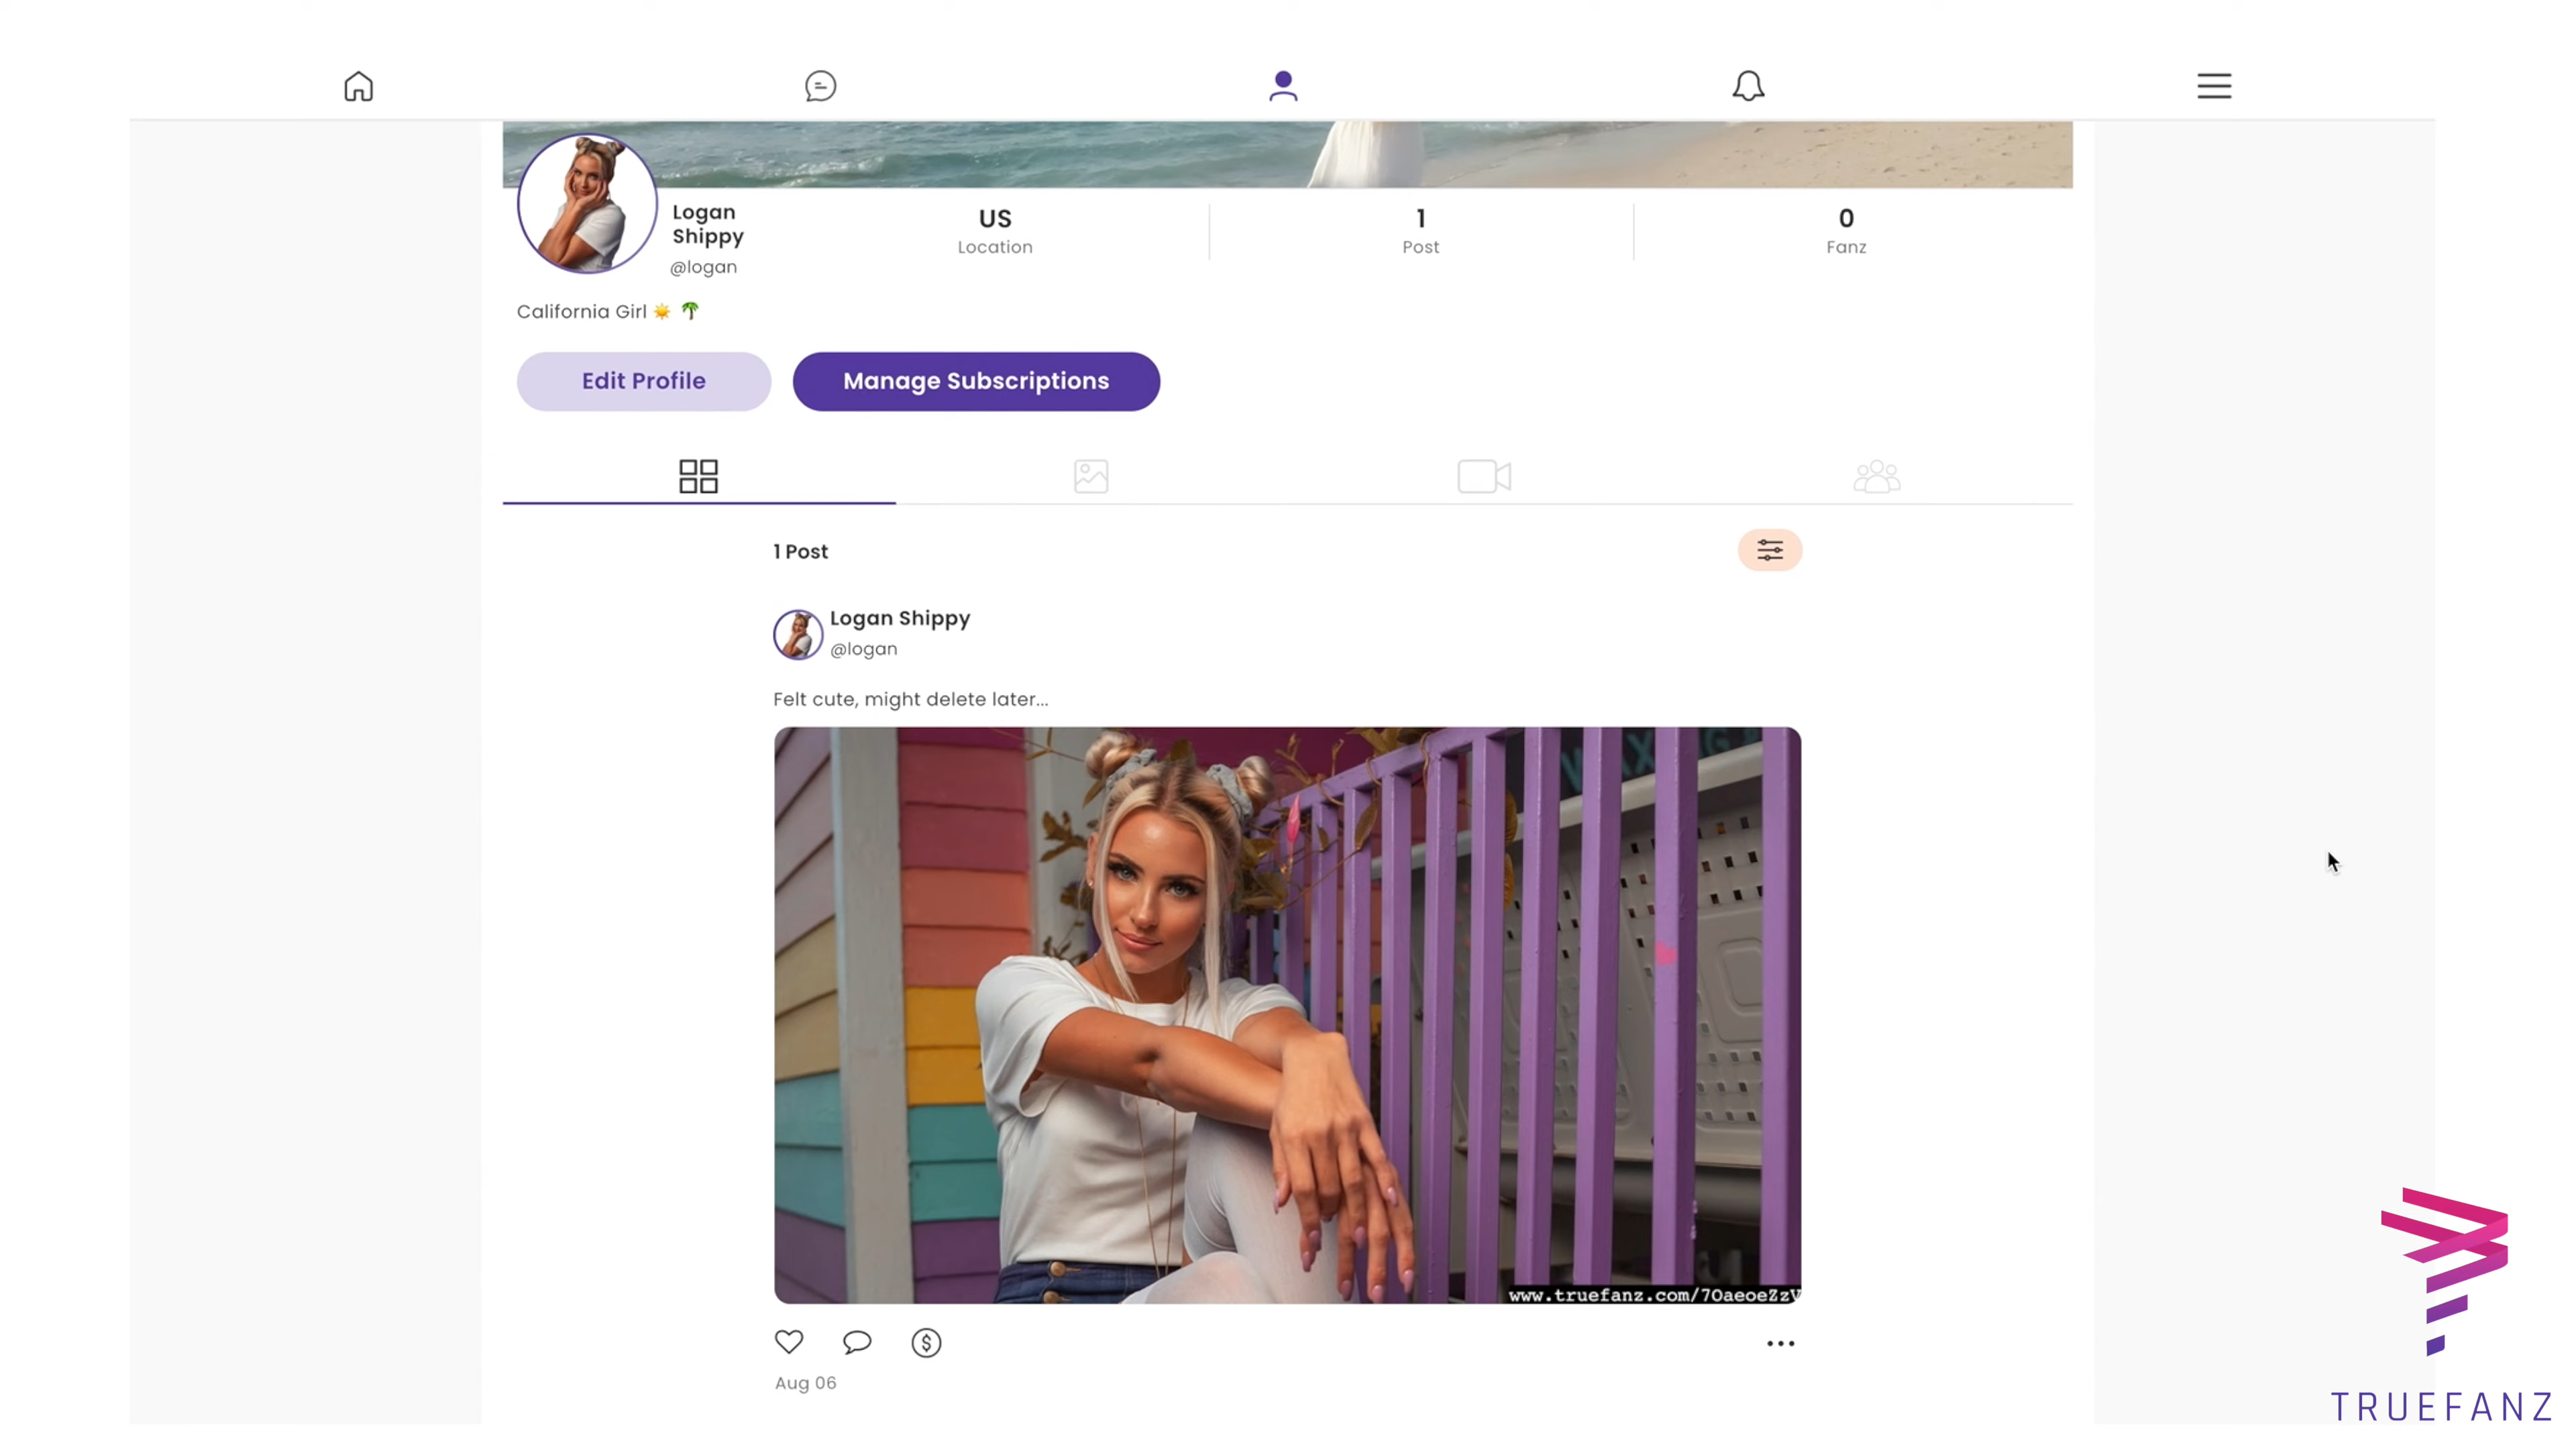 Logan
Shippy
@logan
US
Location
1
Post
0
Fanz
California Girl ☀️ 🌴
Edit Profile
Manage Subscriptions
1 Post
Logan Shippy
@logan
Felt cute, might delete later...
www.truefanz.com/70aeoeZzV
Aug 06
TRUEFANZ